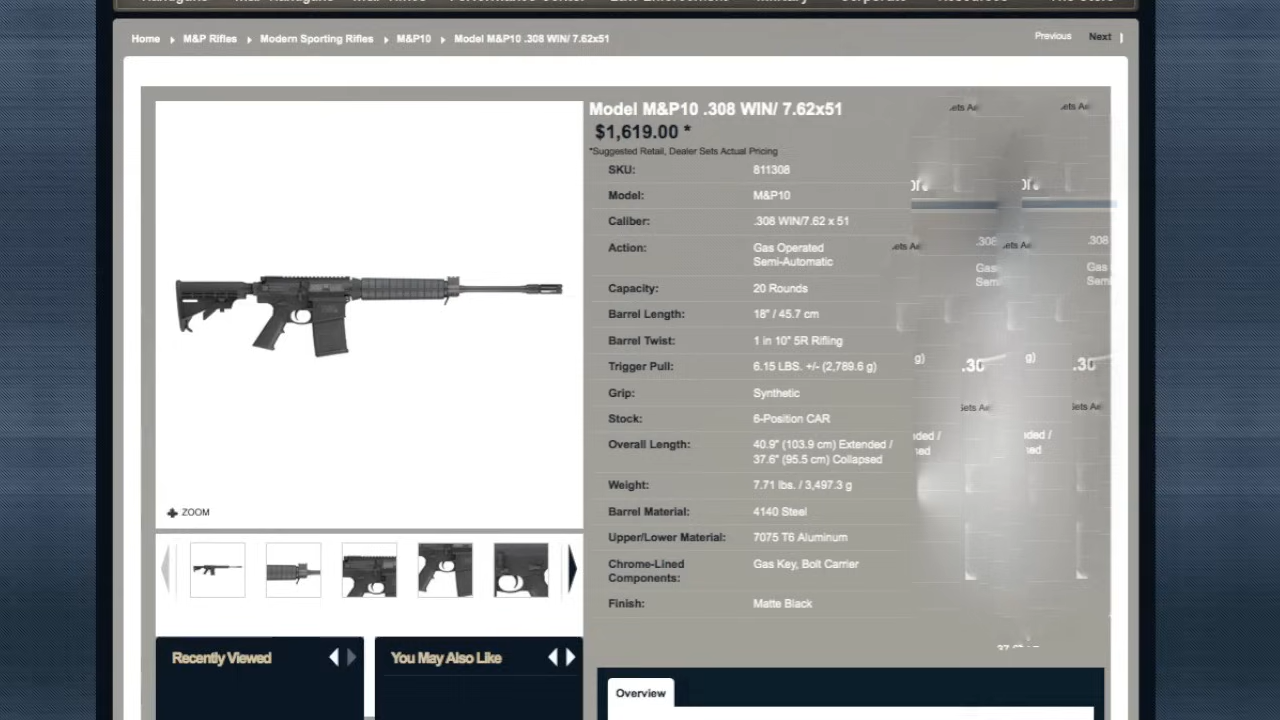 Home M&P Rifles Modern Sporting Rifles M&P10 Model M&P10 .308 WIN/ 7.62x51
Previous Next
Model M&P10 .308 WIN/ 7.62x51
$1,619.00 *
*Suggested Retail, Dealer Sets Actual Pricing
SKU: 811308
Model: M&P10
Caliber: .308 WIN/7.62 x 51
Action: Gas Operated
Semi-Automatic
Capacity: 20 Rounds
Barrel Length: 18" / 45.7 cm
Barrel Twist: 1 in 10" 5R Rifling
Trigger Pull: 6.15 LBS. +/- (2,789.6 g)
Grip: Synthetic
Stock: 6-Position CAR
Overall Length: 40.9" (103.9 cm) Extended /
37.6" (95.5 cm) Collapsed
Weight: 7.71 lbs. / 3,497.3 g
Barrel Material: 4140 Steel
Upper/Lower Material: 7075 T6 Aluminum
Chrome-Lined Gas Key, Bolt Carrier
Components:
Finish: Matte Black
ZOOM
Recently Viewed
You May Also Like
Overview